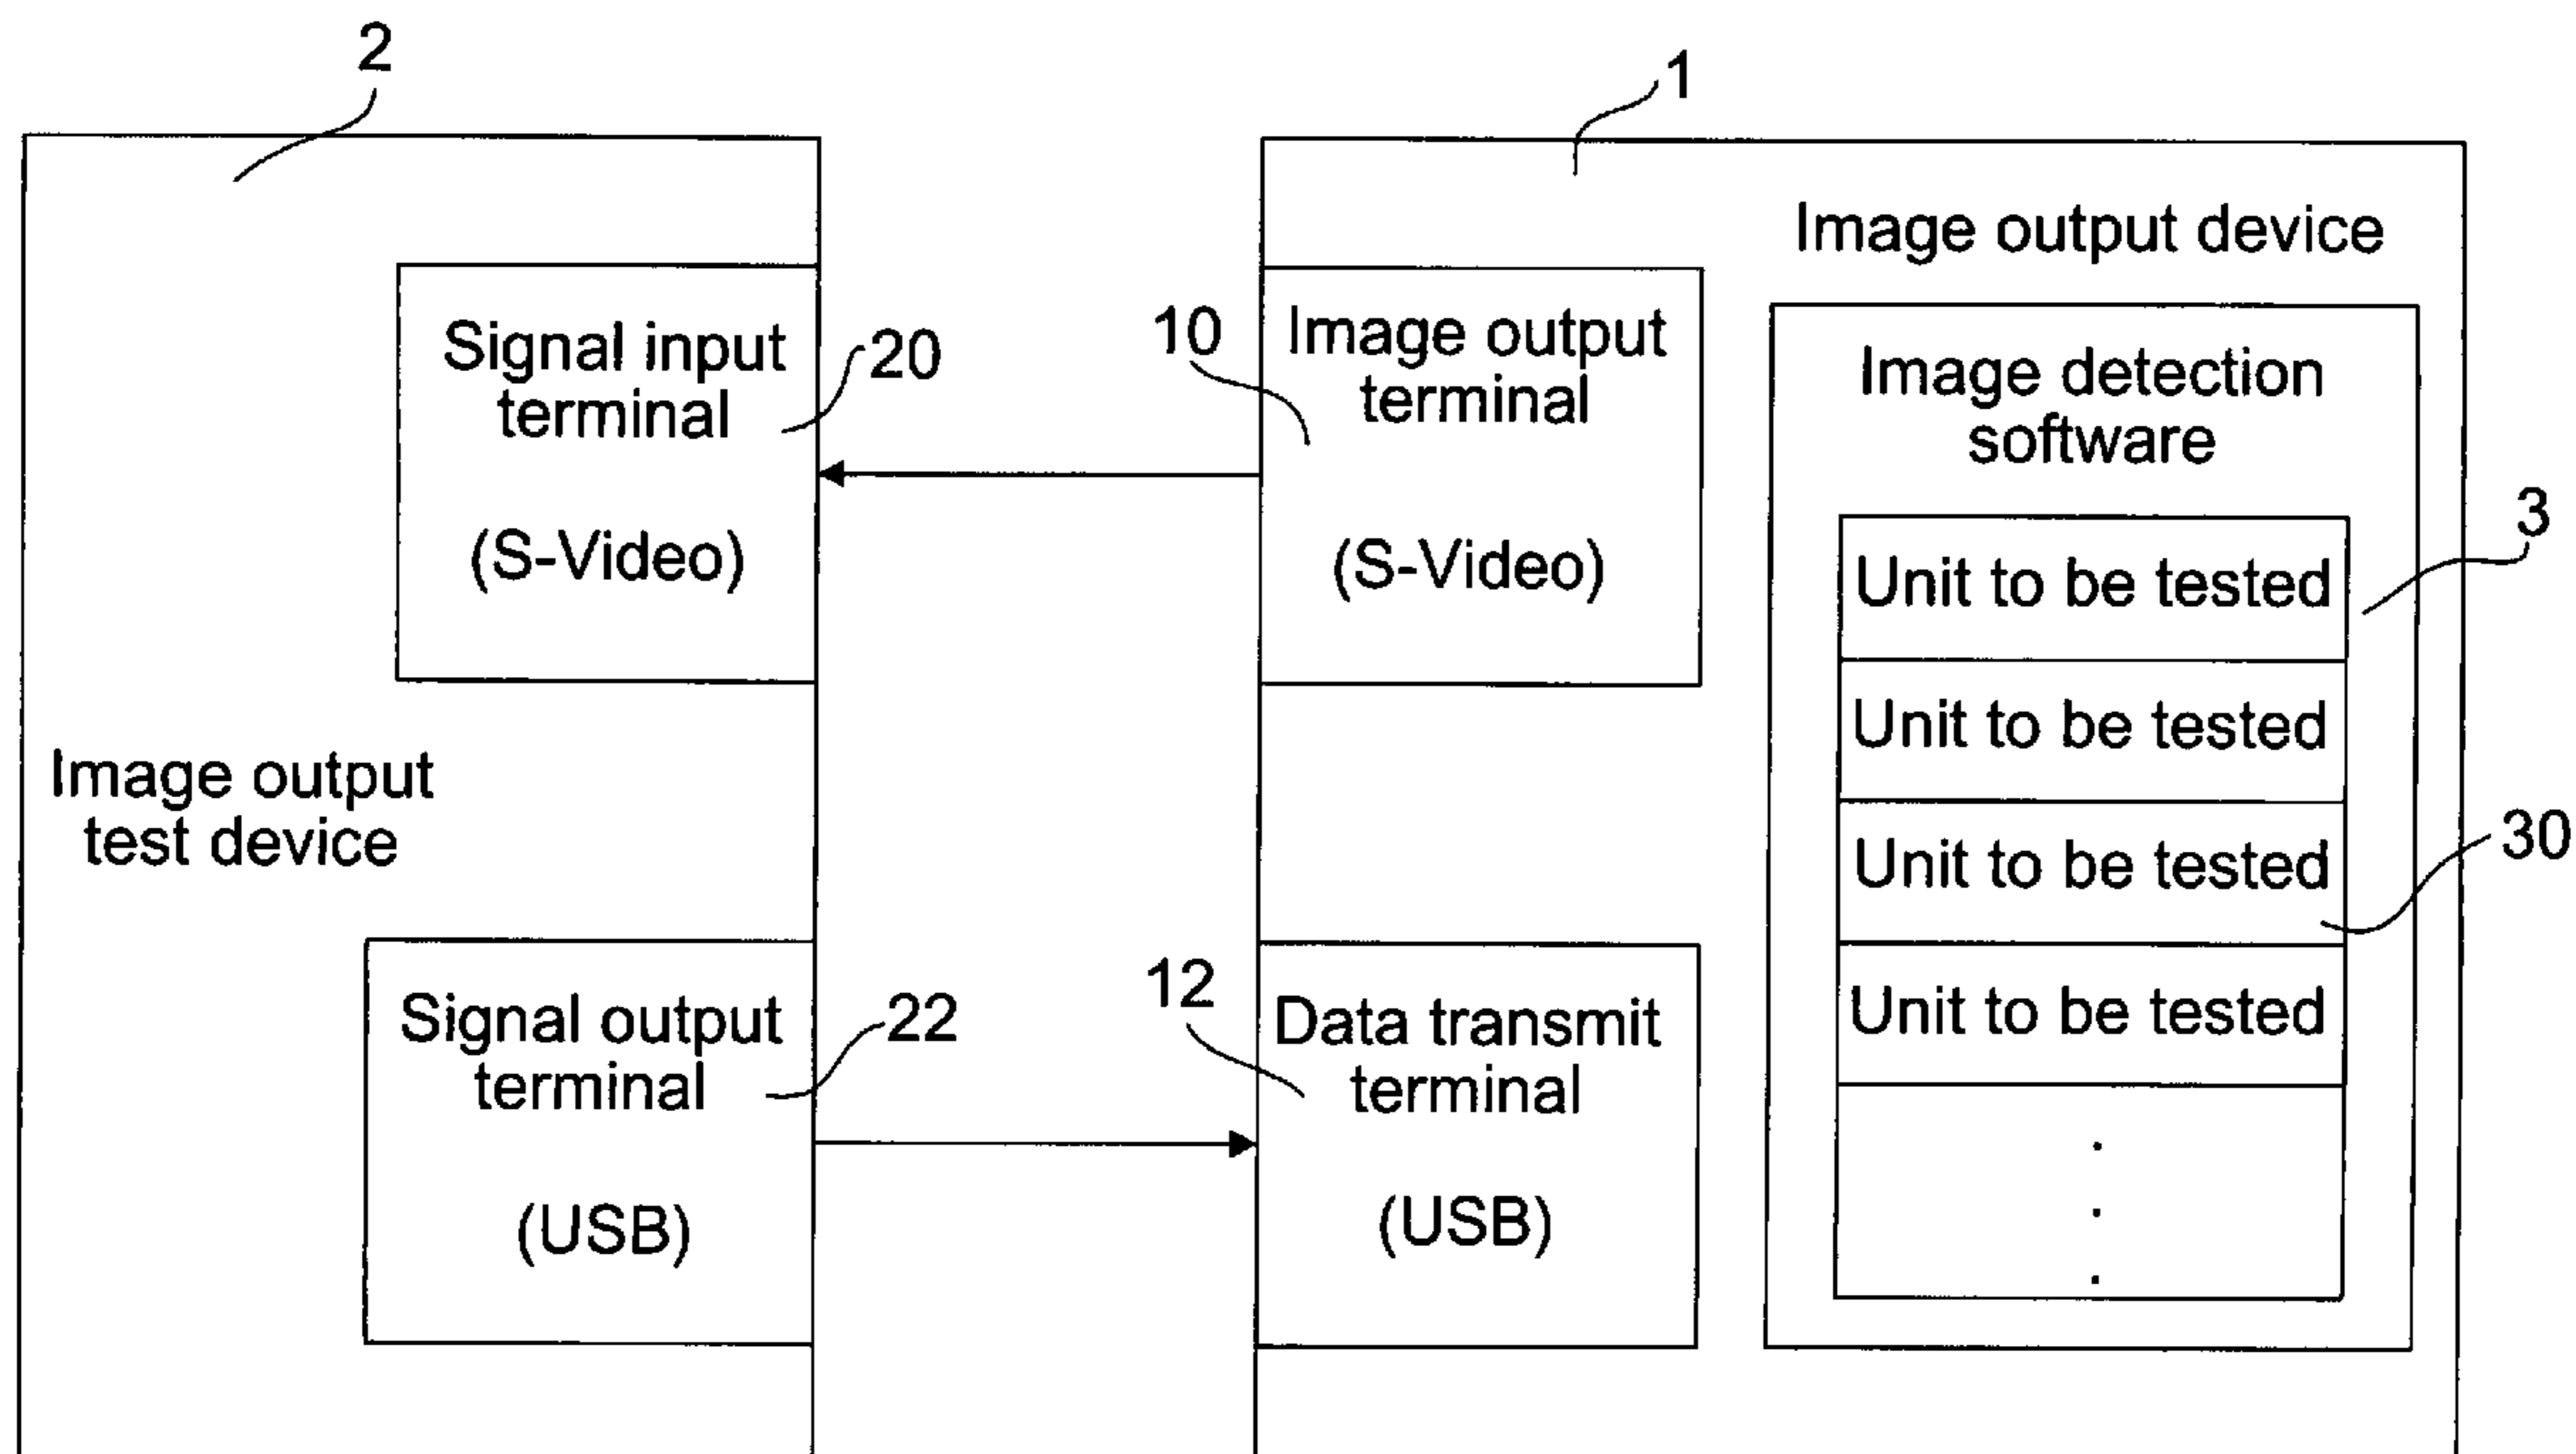 2
1
Image output device
Signal input
terminal
(S-Video)
20
10
Image output
terminal
(S-Video)
Image detection
software
3
Unit to be tested
Unit to be tested
Unit to be tested
30
Unit to be tested
.
.
.
Image output
test device
Signal output
terminal
(USB)
22
12
Data transmit
terminal
(USB)